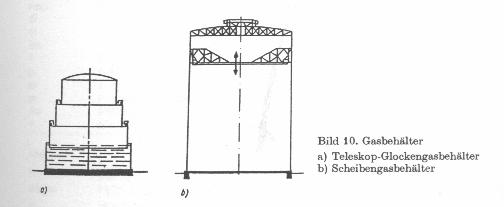 a)
b)
Bild 10. Gasbehälter
a) Teleskop-Glockengasbehälter
b) Scheibengasbehälter